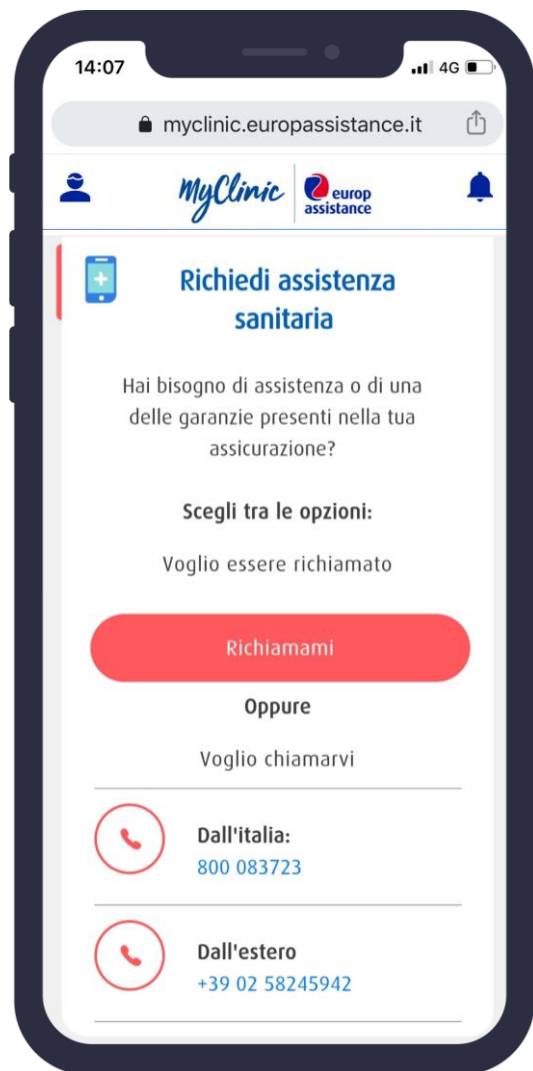 14:07
4G
myclinic.europassistance.it
MyClinic
europ
assistance
Richiedi assistenza
sanitaria
Hai bisogno di assistenza o di una
delle garanzie presenti nella tua
assicurazione?
Scegli tra le opzioni:
Voglio essere richiamato
Richiamami
Oppure
Voglio chiamarvi
Dall'italia:
800 083723
Dall'estero
+39 02 58245942